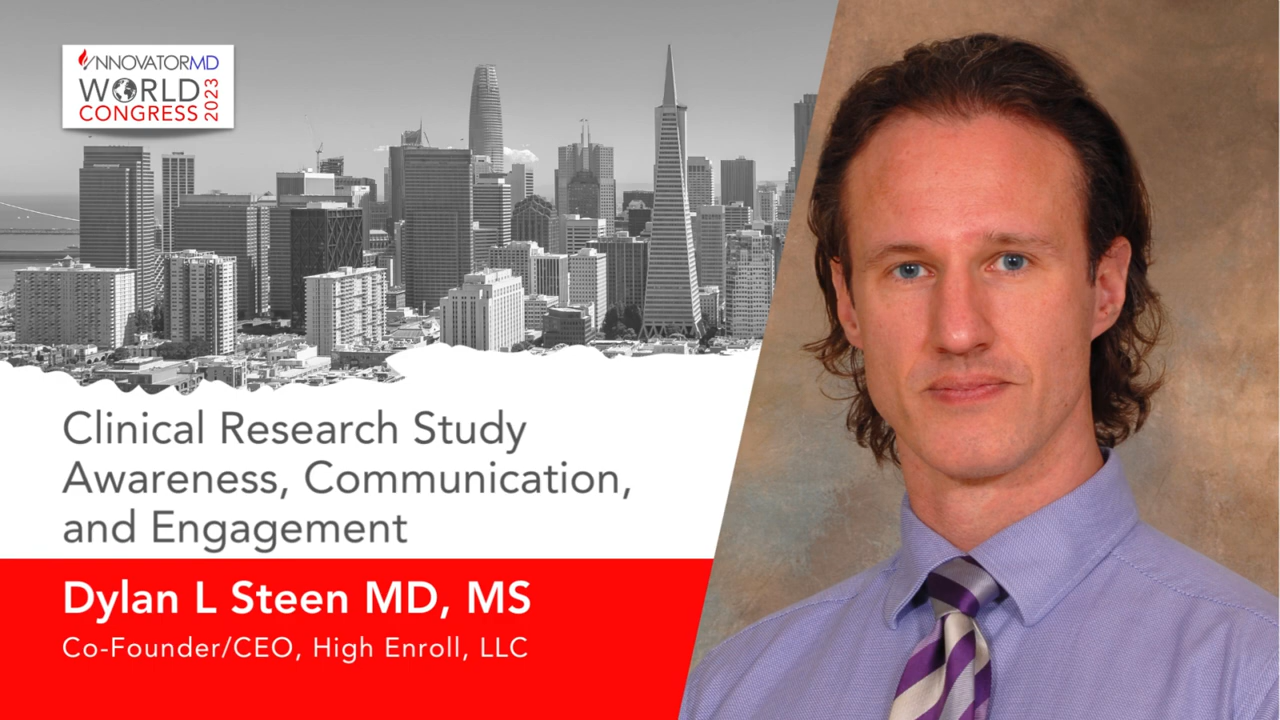 INNOVATORMD
WORLD
CONGRESS
2023
Clinical Research Study
Awareness, Communication,
and Engagement
Dylan L Steen MD, MS
Co-Founder/CEO, High Enroll, LLC